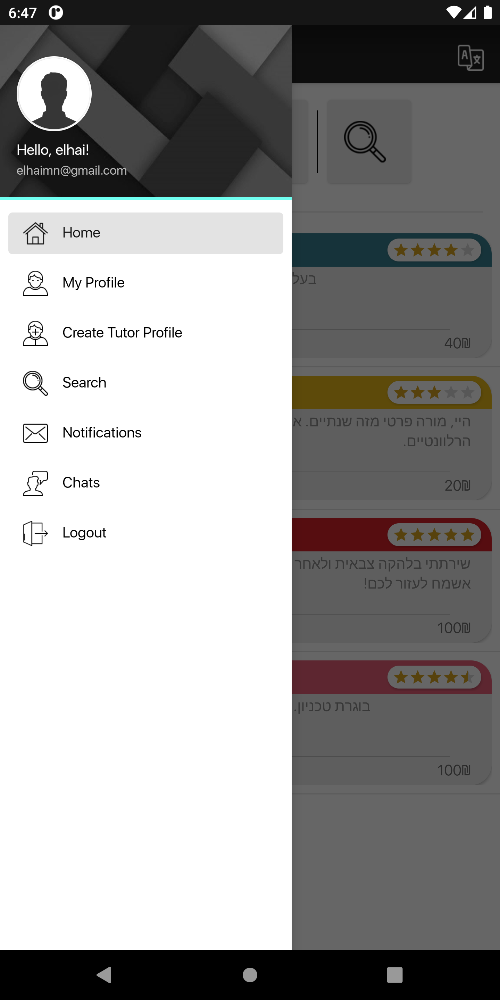 6:47
Hello, elhai!
elhaimn@gmail.com
Home
My Profile
Create Tutor Profile
Search
Notifications
Chats
Logout
A 文
בעל
40₪
היי, מורה פרטי מזה שנתיים. א
הרלוונטיים.
20₪
שירתתי בלהקה צבאית ולאחר
אשמח לעזור לכם!
100₪
בוגרת טכניון.
100₪